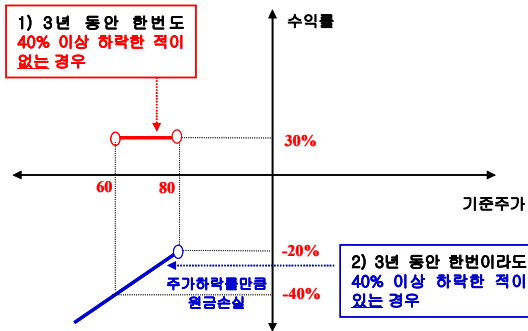 1) 3년 동안 한번도
40% 이상 하락한 적이
없는 경우
수익률
30%
60
80
기준주가
-20%
주가하락률만큼
원금손실
-40%
2) 3년 동안 한번이라도
40% 이상 하락한 적이
있는 경우